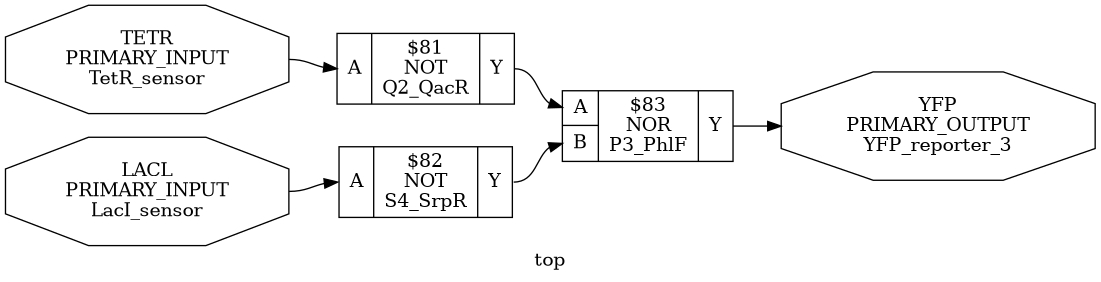 TETR
PRIMARY_INPUT
TetR_sensor
A
$81
NOT
Q2_QacR
Y
LACL
PRIMARY_INPUT
LacI_sensor
A
$82
NOT
S4_SrpR
Y
A
B
$83
NOR
P3_PhlF
Y
YFP
PRIMARY_OUTPUT
YFP_reporter_3
top